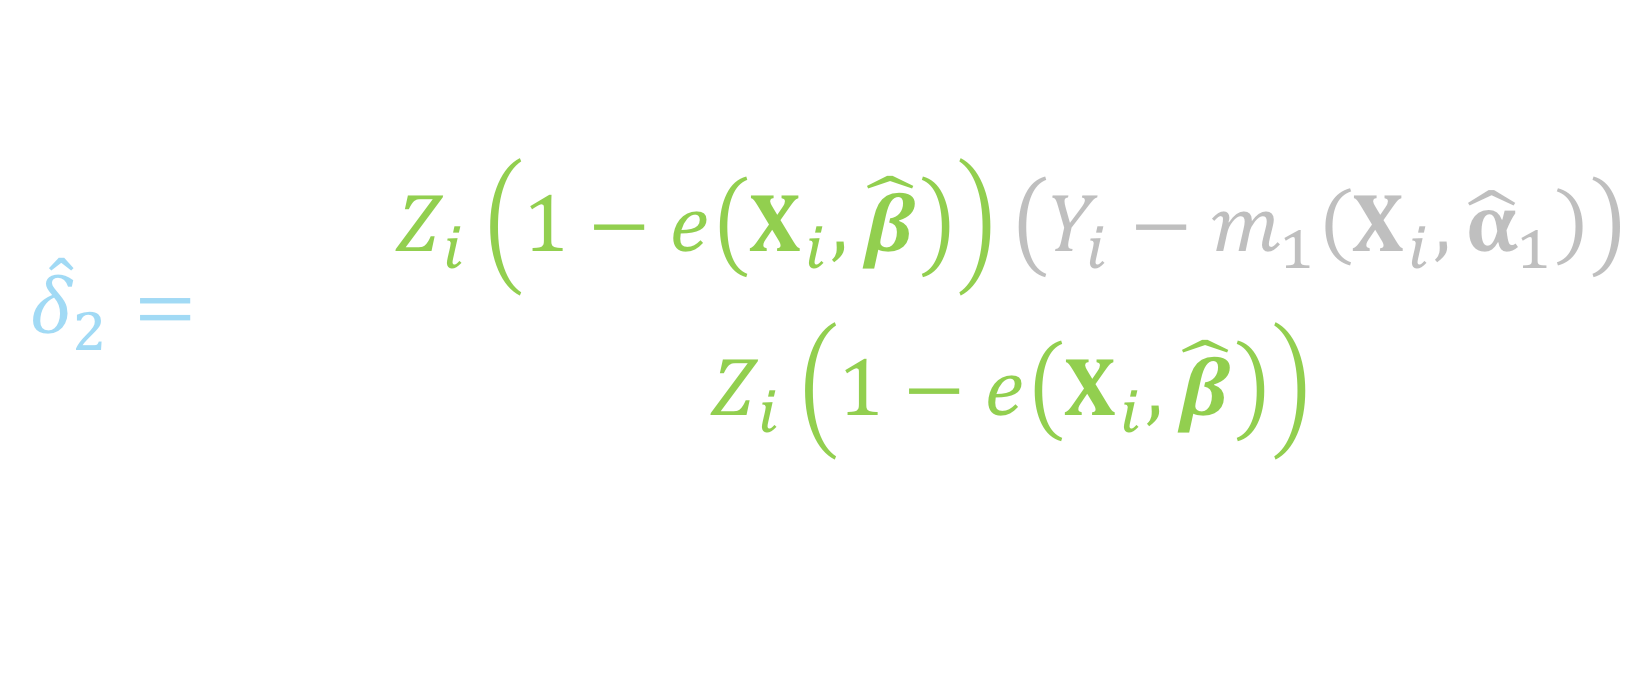 Zᵢ(1 − e(𝐗ᵢ, 𝜷̂))(Yᵢ − m₁(𝐗ᵢ, 𝛂̂₁))
δ̂₂ =
Zᵢ(1 − e(𝐗ᵢ, 𝜷̂))